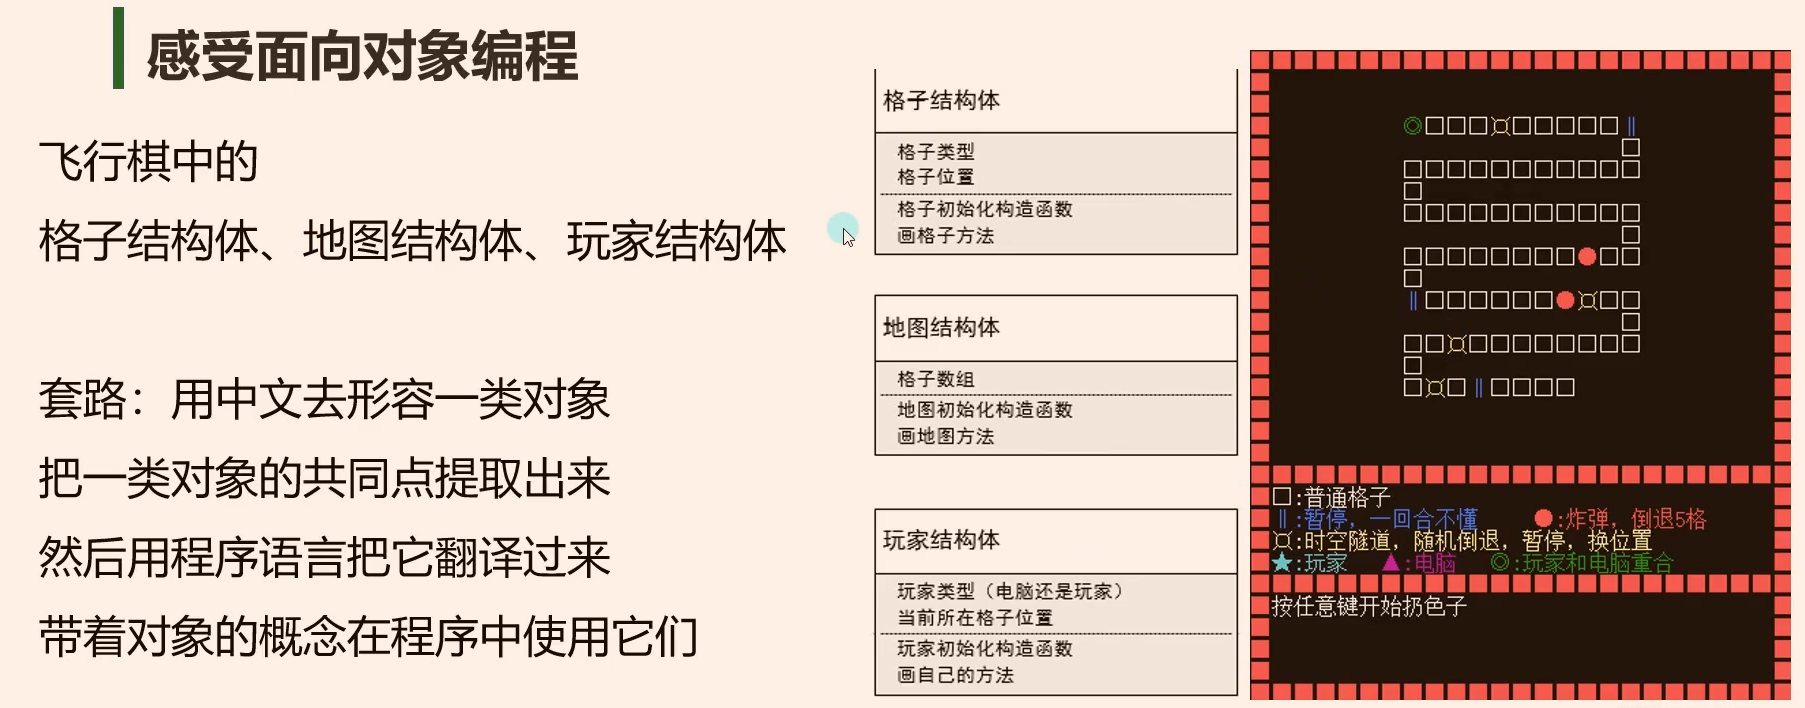 感受面向对象编程
飞行棋中的
格子结构体、地图结构体、玩家结构体
套路：用中文去形容一类对象
把一类对象的共同点提取出来
然后用程序语言把它翻译过来
带着对象的概念在程序中使用它们
格子结构体
格子类型
格子位置
格子初始化构造函数
画格子方法
地图结构体
格子数组
地图初始化构造函数
画地图方法
玩家结构体
玩家类型（电脑还是玩家）
当前所在格子位置
玩家初始化构造函数
画自己的方法
□:普通格子
‖:暂停，一回合不懂 ●:炸弹，倒退5格
¤:时空隧道，随机倒退，暂停，换位置
★:玩家 ▲:电脑 ◎:玩家和电脑重合
按任意键开始扔色子